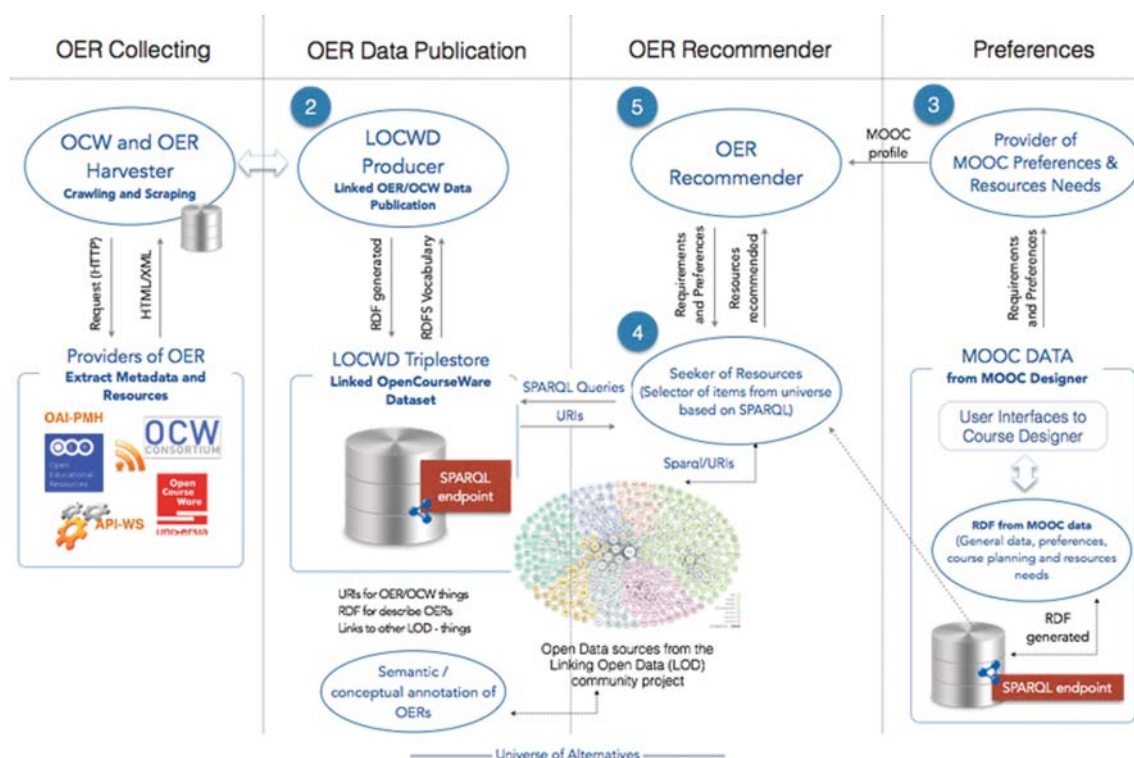 OER Collecting
OER Data Publication
OER Recommender
Preferences
OCW and OER
Harvester
Crawling and Scraping
Request (HTTP)
HTML/XML
Providers of OER
Extract Metadata and
Resources
OAI-PMH
Open
Educational
Resources
OCW
CONSORTIUM
API-WS
Open
Course
Ware
universia
2
LOCWD
Producer
Linked OER/OCW Data
Publication
RDF generated
RDFS Vocabulary
LOCWD Triplestore
Linked OpenCourseWare
Dataset
SPARQL
endpoint
URIs for OER/OCW things
RDF for describe OERs
Links to other LOD - things
Semantic /
conceptual annotation of
OERs
5
OER
Recommender
Requirements
and Preferences
Resources
recommended
4
Seeker of Resources
(Selector of items from universe
based on SPARQL)
SPARQL Queries
URIs
Sparql/URIs
Open Data sources from the
Linking Open Data (LOD)
community project
MOOC
profile
3
Provider of
MOOC Preferences &
Resources Needs
Requirements
and Preferences
MOOC DATA
from MOOC Designer
User Interfaces to
Course Designer
RDF from MOOC data
(General data, preferences,
course planning and resources
needs
RDF
generated
SPARQL endpoint
Universe of Alternatives